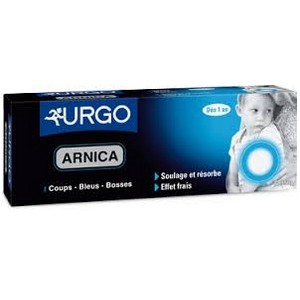 URGO
Dès 1 an
ARNICA
Coups - Bleus - Bosses
Soulage et résorbe
Effet frais